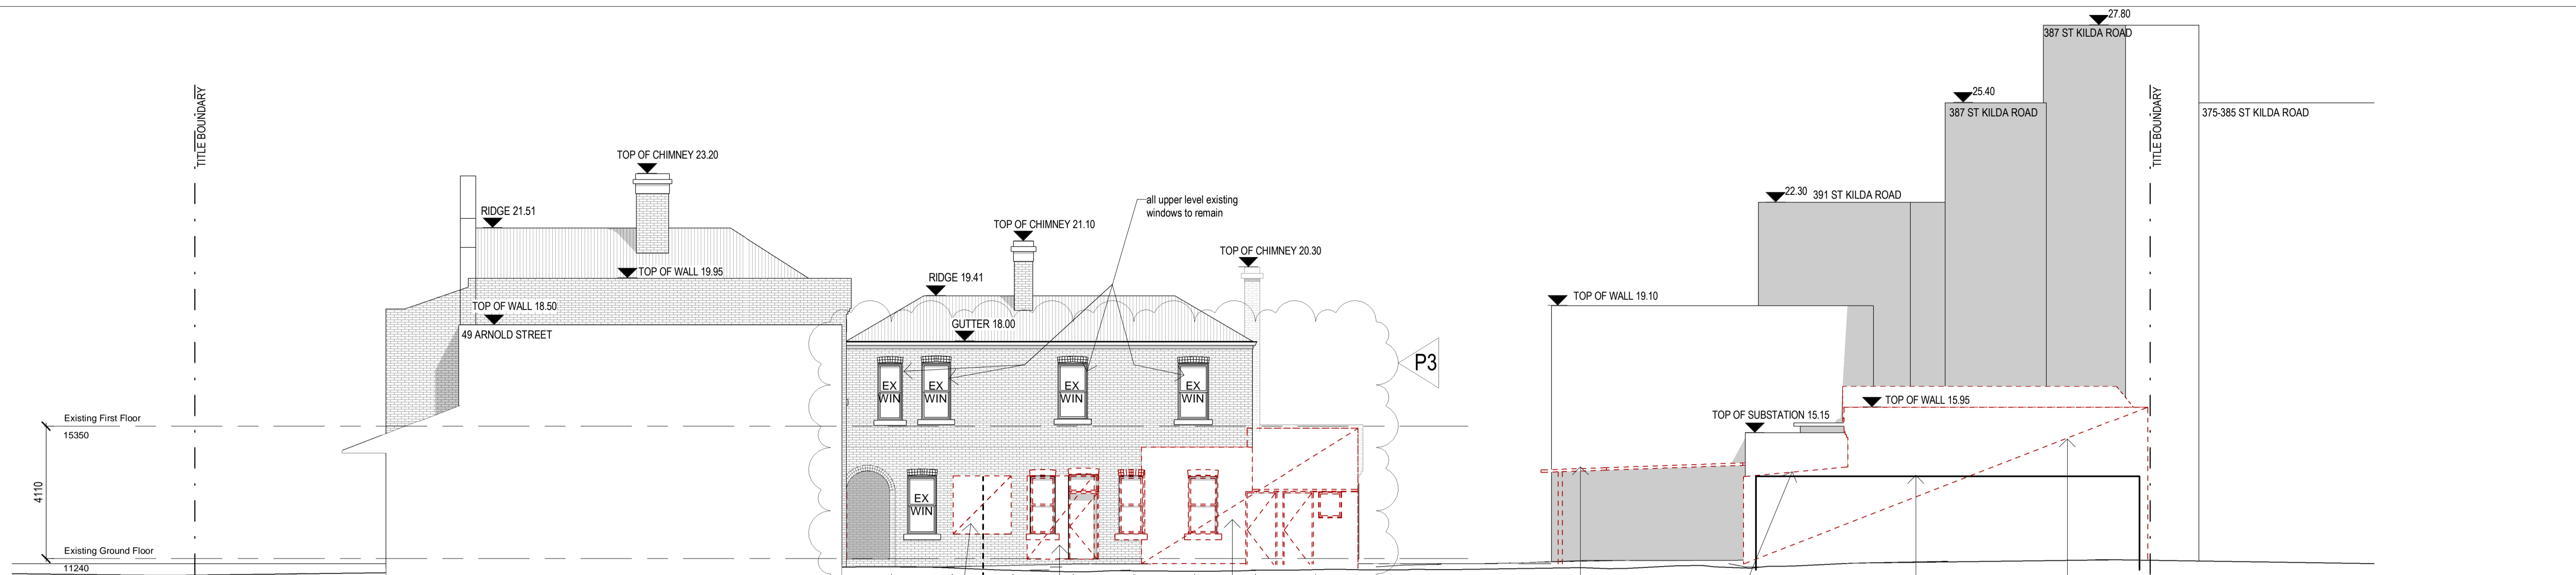 27.80
387 ST KILDA ROAD
TITLE BOUNDARY
TITLE BOUNDARY
25.40
387 ST KILDA ROAD
375-385 ST KILDA ROAD
TOP OF CHIMNEY 23.20
22.30 391 ST KILDA ROAD
all upper level existing
windows to remain
RIDGE 21.51
TOP OF CHIMNEY 21.10
TOP OF CHIMNEY 20.30
TOP OF WALL 19.95
RIDGE 19.41
TOP OF WALL 19.10
TOP OF WALL 18.50
49 ARNOLD STREET
GUTTER 18.00
P3
EX
WIN
EX
WIN
EX
WIN
EX
WIN
TOP OF WALL 15.95
TOP OF SUBSTATION 15.15
Existing First Floor
15350
4110
EX
WIN
Existing Ground Floor
11240